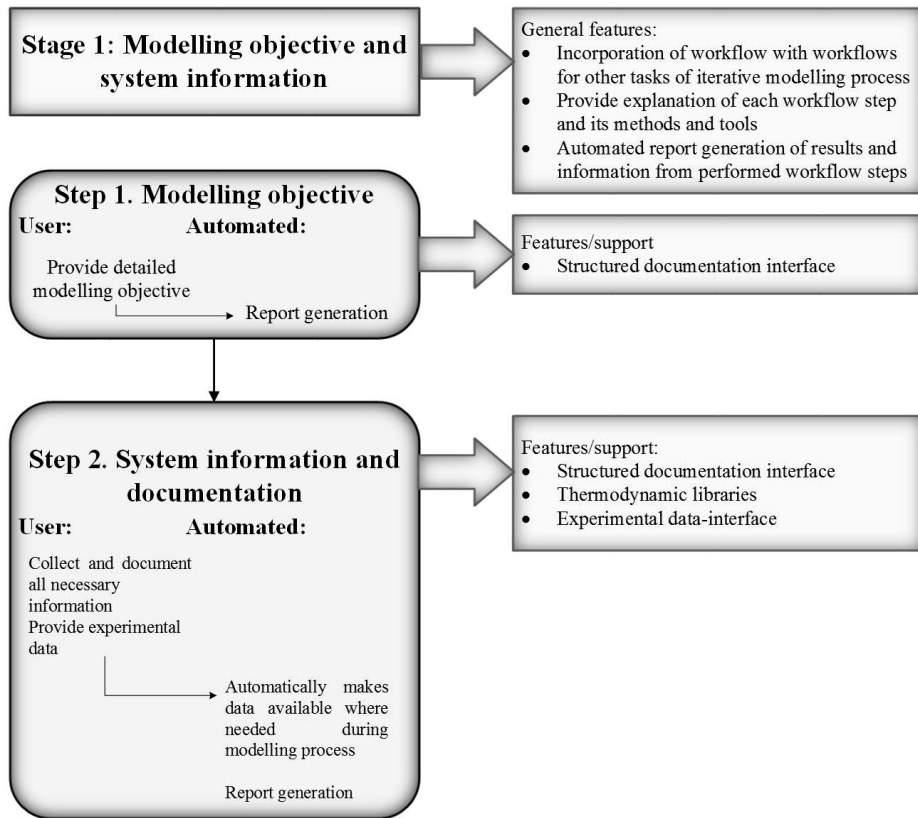 Stage 1: Modelling objective and
system information
General features:
• Incorporation of workflow with workflows
for other tasks of iterative modelling process
• Provide explanation of each workflow step
and its methods and tools
• Automated report generation of results and
information from performed workflow steps
Step 1. Modelling objective
User: Automated:
Provide detailed
modelling objective
Report generation
Features/support
• Structured documentation interface
Step 2. System information and
documentation
User: Automated:
Collect and document
all necessary
information
Provide experimental
data
Automatically makes
data available where
needed during
modelling process
Report generation
Features/support:
• Structured documentation interface
• Thermodynamic libraries
• Experimental data-interface